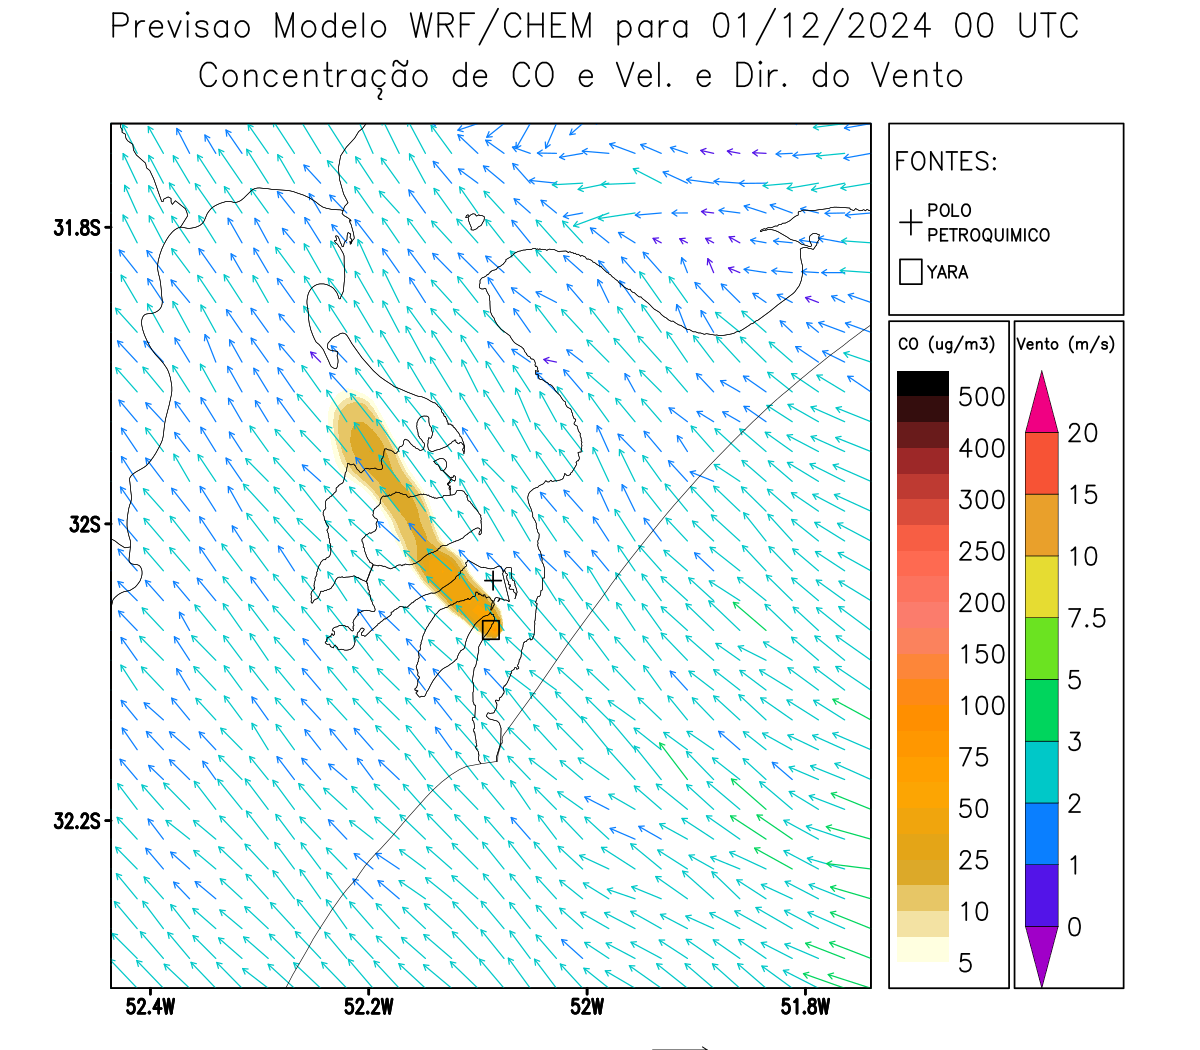 Previsao Modelo WRF/CHEM para 01/12/2024 00 UTC
Concentração de CO e Vel. e Dir. do Vento
FONTES:
POLO
PETROQUIMICO
YARA
CO (ug/m3)
500
400
300
250
200
150
100
75
50
25
10
5
Vento (m/s)
20
15
10
7.5
5
3
2
1
0
31.8S
32S
32.2S
52.4W
52.2W
52W
51.8W